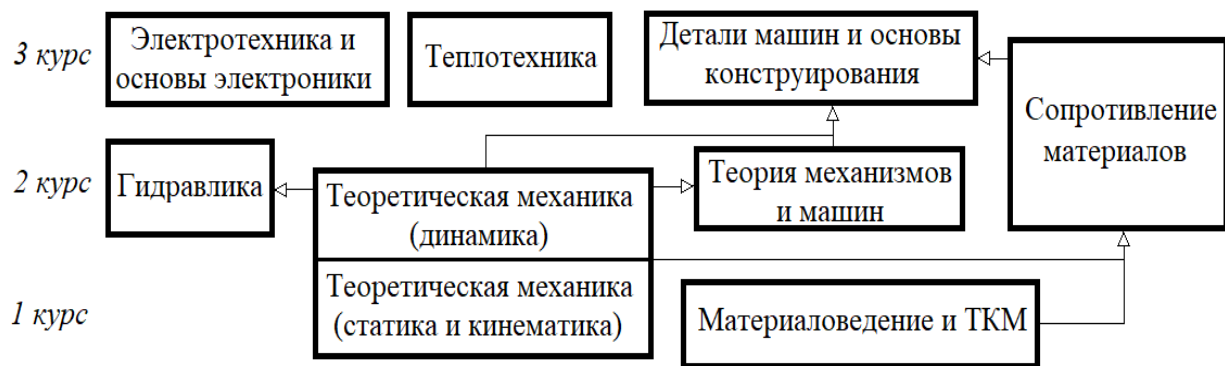 3 курс
Электротехника и
основы электроники
Теплотехника
Детали машин и основы
конструирования
Сопротивление
материалов
2 курс
Гидравлика
Теоретическая механика
(динамика)
Теория механизмов
и машин
1 курс
Теоретическая механика
(статика и кинематика)
Материаловедение и ТКМ